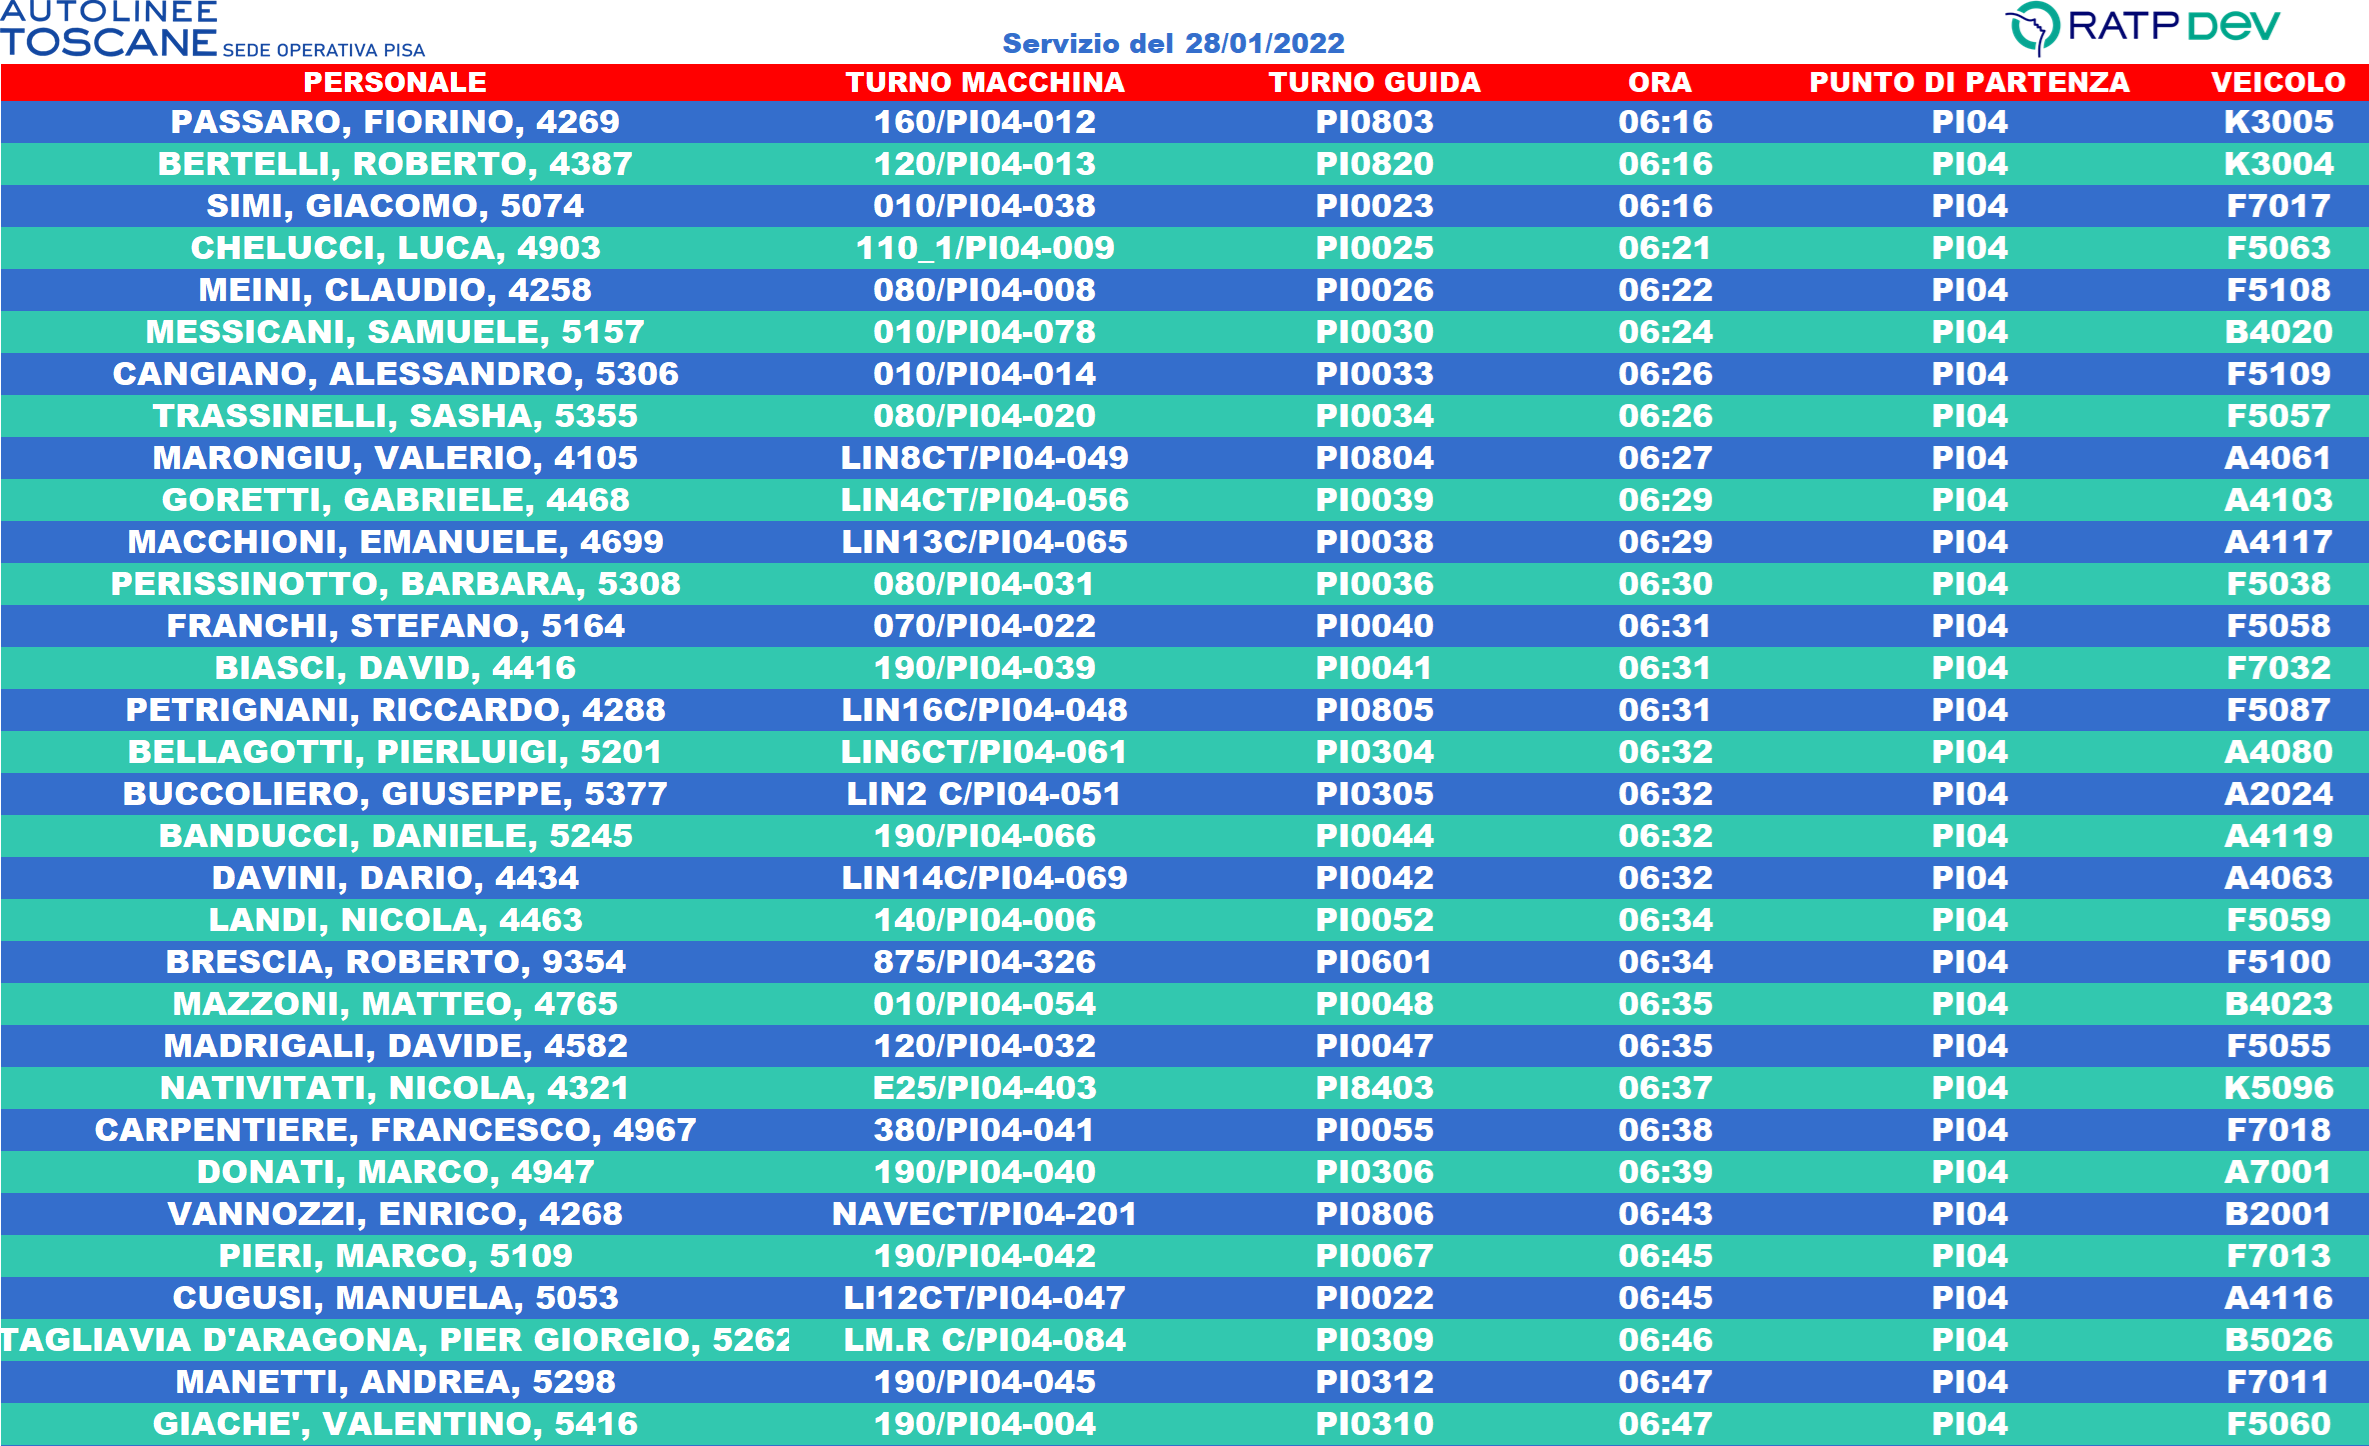 AUTOLINEE
TOSCANE SEDE OPERATIVA PISA
Servizio del 28/01/2022
RATP DEV
PERSONALE TURNO MACCHINA TURNO GUIDA ORA PUNTO DI PARTENZA VEICOLO
PASSARO, FIORINO, 4269 160/PI04-012 PI0803 06:16 PI04 K3005
BERTELLI, ROBERTO, 4387 120/PI04-013 PI0820 06:16 PI04 K3004
SIMI, GIACOMO, 5074 010/PI04-038 PI0023 06:16 PI04 F7017
CHELUCCI, LUCA, 4903 110_1/PI04-009 PI0025 06:21 PI04 F5063
MEINI, CLAUDIO, 4258 080/PI04-008 PI0026 06:22 PI04 F5108
MESSICANI, SAMUELE, 5157 010/PI04-078 PI0030 06:24 PI04 B4020
CANGIANO, ALESSANDRO, 5306 010/PI04-014 PI0033 06:26 PI04 F5109
TRASSINELLI, SASHA, 5355 080/PI04-020 PI0034 06:26 PI04 F5057
MARONGIU, VALERIO, 4105 LIN8CT/PI04-049 PI0804 06:27 PI04 A4061
GORETTI, GABRIELE, 4468 LIN4CT/PI04-056 PI0039 06:29 PI04 A4103
MACCHIONI, EMANUELE, 4699 LIN13C/PI04-065 PI0038 06:29 PI04 A4117
PERISSINOTTO, BARBARA, 5308 080/PI04-031 PI0036 06:30 PI04 F5038
FRANCHI, STEFANO, 5164 070/PI04-022 PI0040 06:31 PI04 F5058
BIASCI, DAVID, 4416 190/PI04-039 PI0041 06:31 PI04 F7032
PETRIGNANI, RICCARDO, 4288 LIN16C/PI04-048 PI0805 06:31 PI04 F5087
BELLAGOTTI, PIERLUIGI, 5201 LIN6CT/PI04-061 PI0304 06:32 PI04 A4080
BUCCOLIERO, GIUSEPPE, 5377 LIN2 C/PI04-051 PI0305 06:32 PI04 A2024
BANDUCCI, DANIELE, 5245 190/PI04-066 PI0044 06:32 PI04 A4119
DAVINI, DARIO, 4434 LIN14C/PI04-069 PI0042 06:32 PI04 A4063
LANDI, NICOLA, 4463 140/PI04-006 PI0052 06:34 PI04 F5059
BRESCIA, ROBERTO, 9354 875/PI04-326 PI0601 06:34 PI04 F5100
MAZZONI, MATTEO, 4765 010/PI04-054 PI0048 06:35 PI04 B4023
MADRIGALI, DAVIDE, 4582 120/PI04-032 PI0047 06:35 PI04 F5055
NATIVITATI, NICOLA, 4321 E25/PI04-403 PI8403 06:37 PI04 K5096
CARPENTIERE, FRANCESCO, 4967 380/PI04-041 PI0055 06:38 PI04 F7018
DONATI, MARCO, 4947 190/PI04-040 PI0306 06:39 PI04 A7001
VANNOZZI, ENRICO, 4268 NAVECT/PI04-201 PI0806 06:43 PI04 B2001
PIERI, MARCO, 5109 190/PI04-042 PI0067 06:45 PI04 F7013
CUGUSI, MANUELA, 5053 LI12CT/PI04-047 PI0022 06:45 PI04 A4116
TAGLIAVIA D'ARAGONA, PIER GIORGIO, 5262 LM.R C/PI04-084 PI0309 06:46 PI04 B5026
MANETTI, ANDREA, 5298 190/PI04-045 PI0312 06:47 PI04 F7011
GIACHE', VALENTINO, 5416 190/PI04-004 PI0310 06:47 PI04 F5060